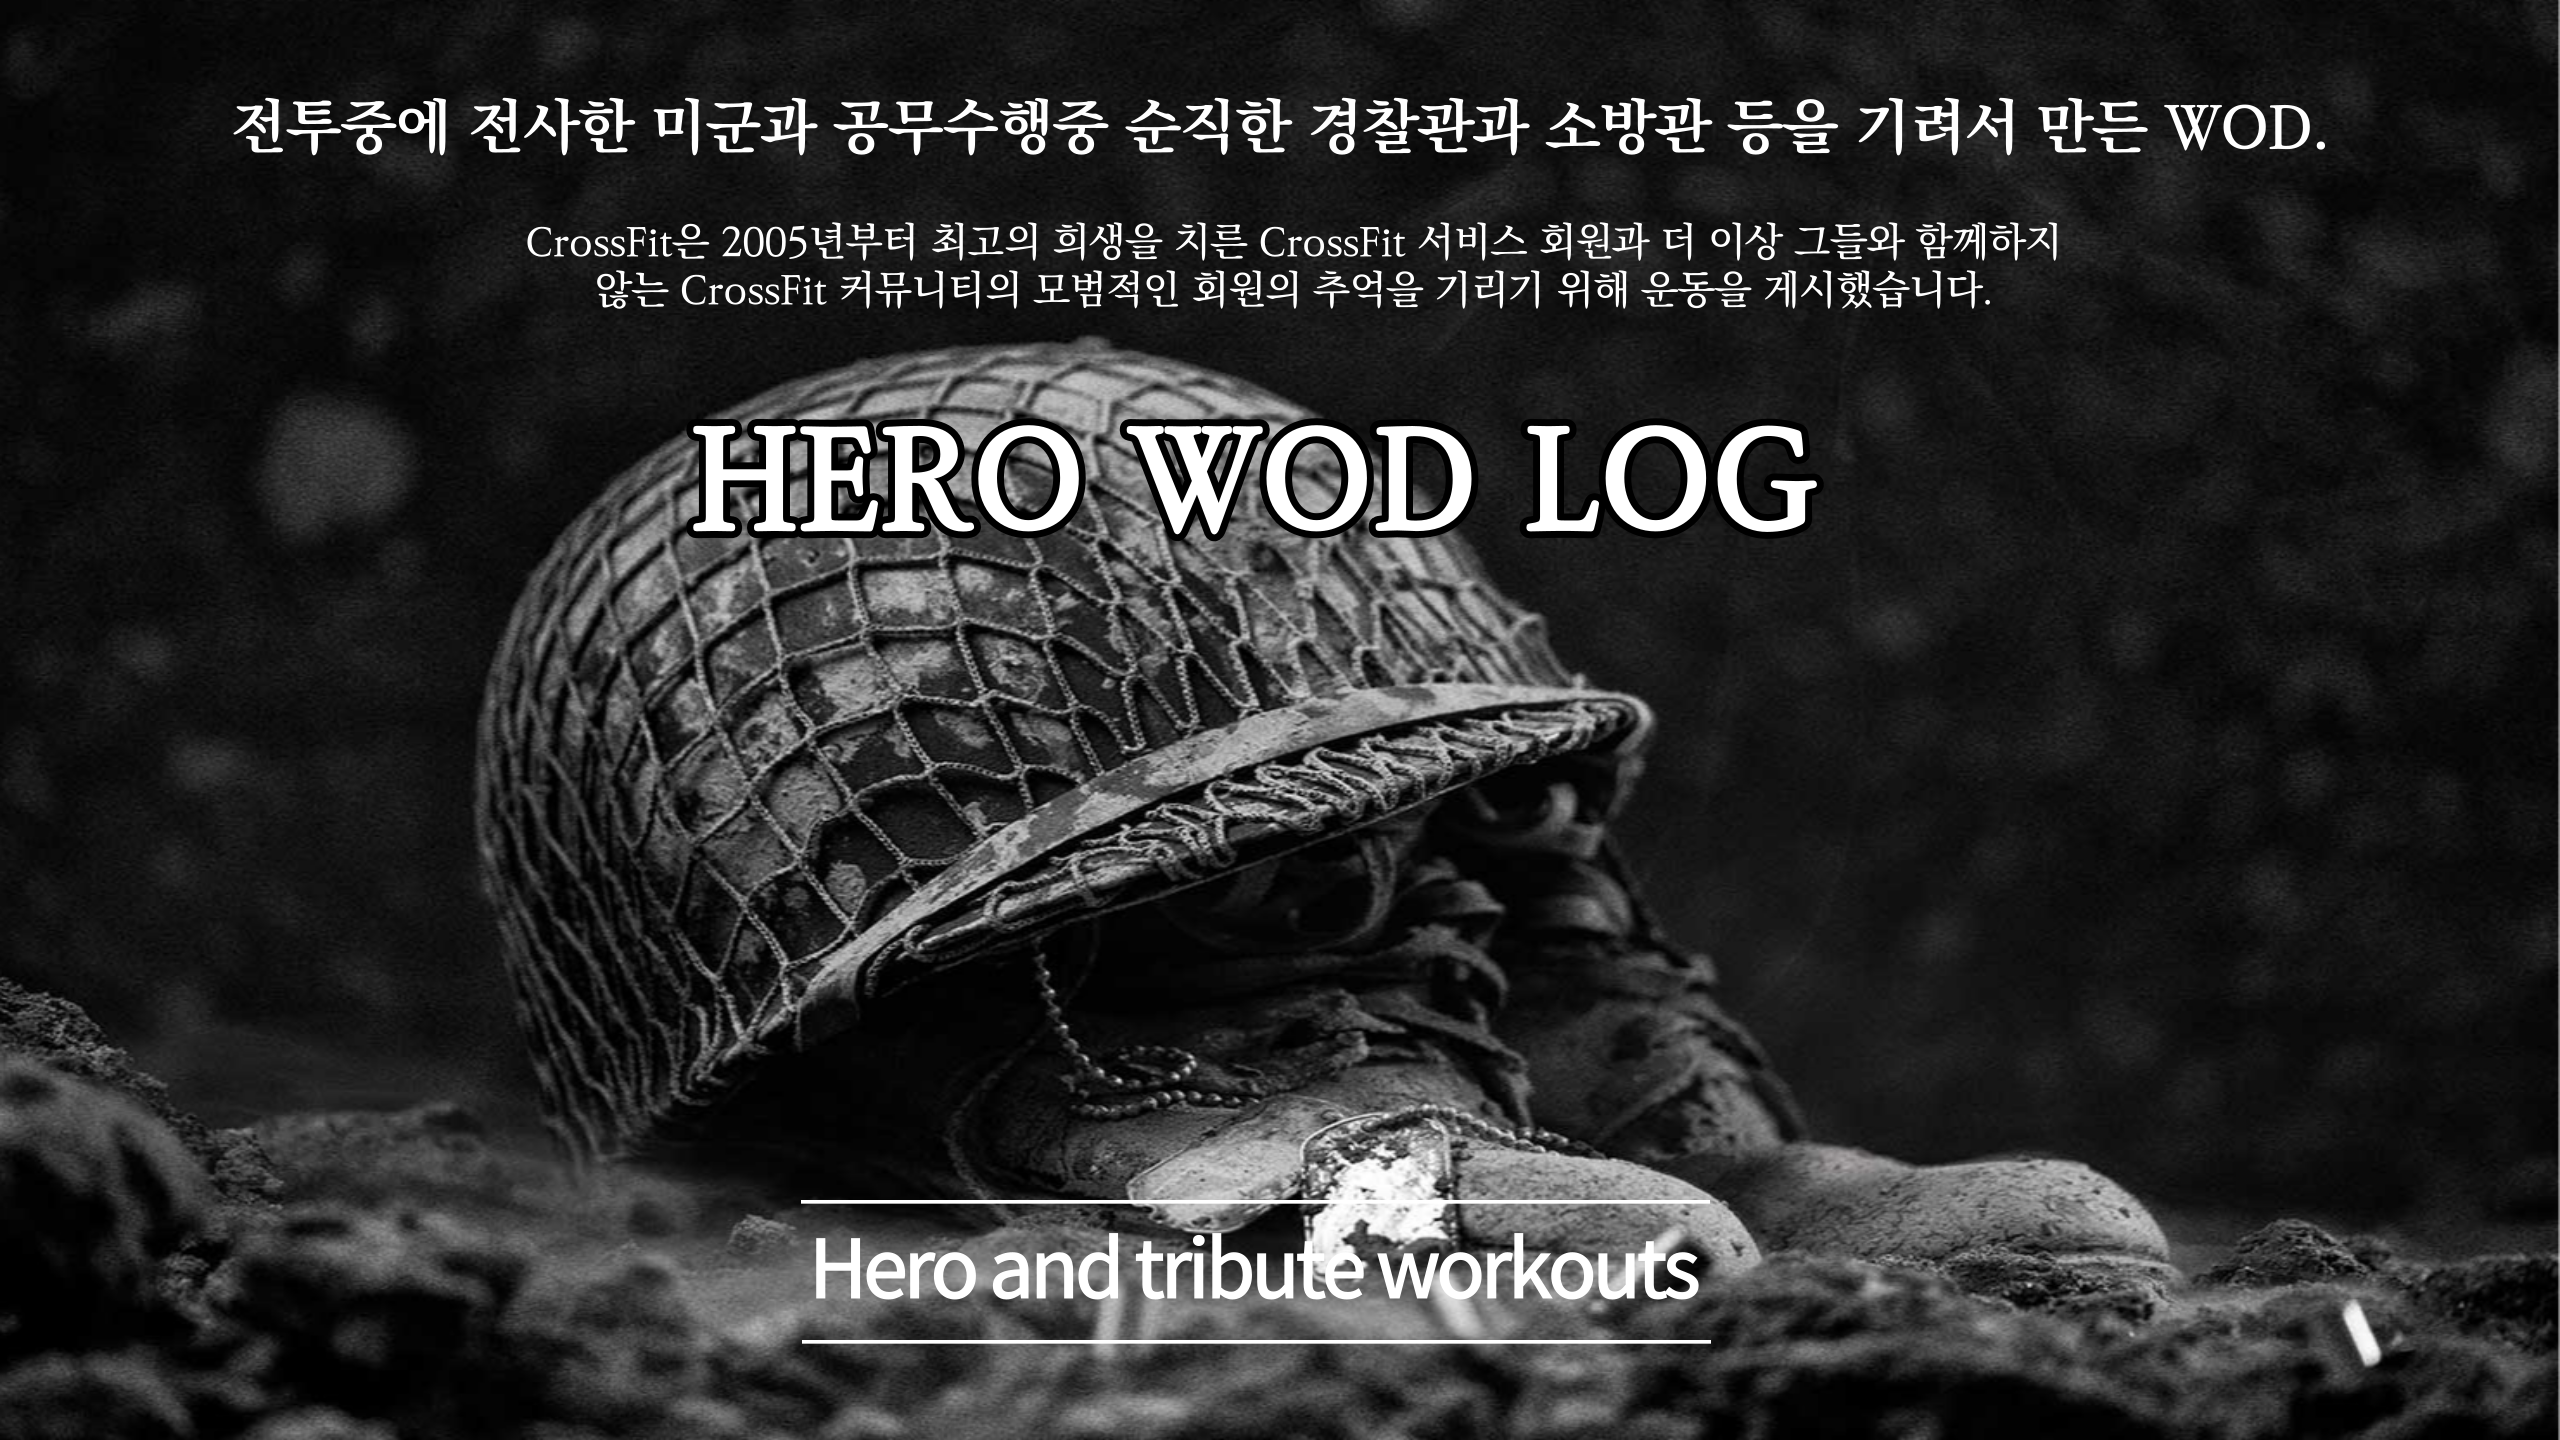 전투중에 전사한 미군과 공무수행중 순직한 경찰관과 소방관 등을 기려서 만든 WOD.
CrossFit은 2005년부터 최고의 희생을 치른 CrossFit 서비스 회원과 더 이상 그들와 함께하지
않는 CrossFit 커뮤니티의 모범적인 회원의 추억을 기리기 위해 운동을 게시했습니다.
HERO WOD LOG
Hero and tribute workouts